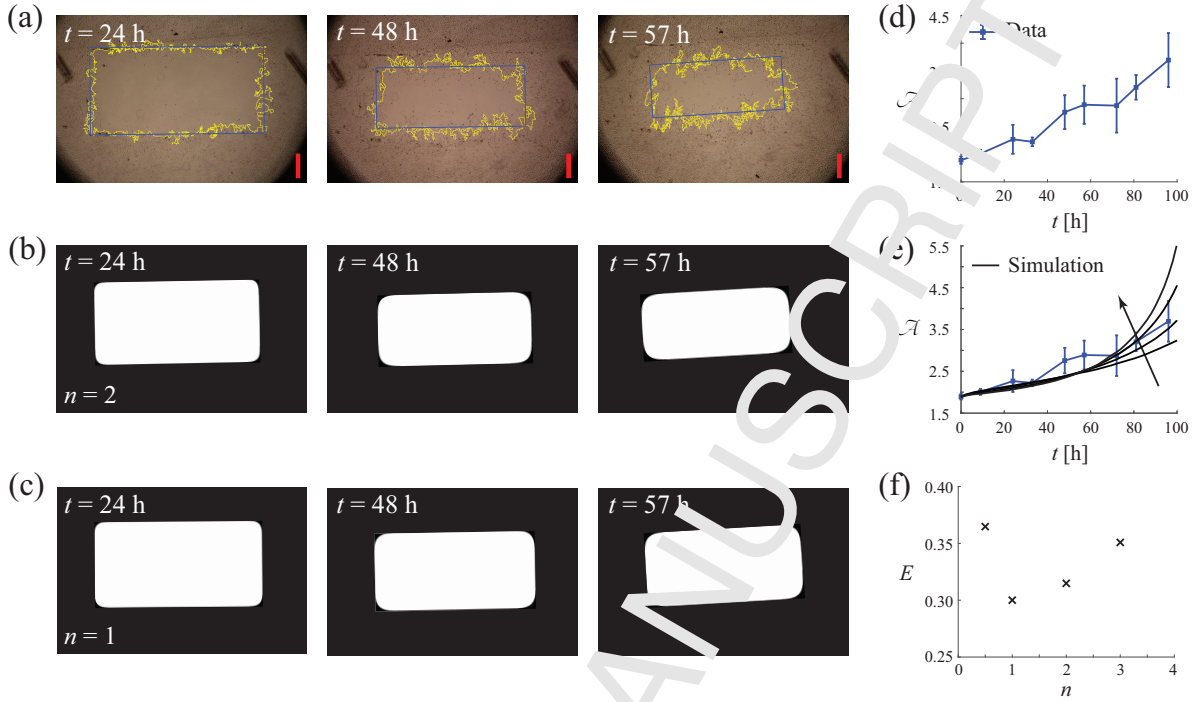 (a)
t = 24 h
t = 48 h
t = 57 h
(b)
t = 24 h
t = 48 h
t = 57 h
n = 2
(c)
t = 24 h
t = 48 h
t = 57 h
n = 1
(d)
4.5
Data
0 20 40 60 80 100
t [h]
(e)
5.5
Simulation
4.5
𝒜
3.5
2.5
1.5
0 20 40 60 80 100
t [h]
(f)
0.40
0.35
E
0.30
0.25
0 1 2 3 4
n
ANUSCRIPT